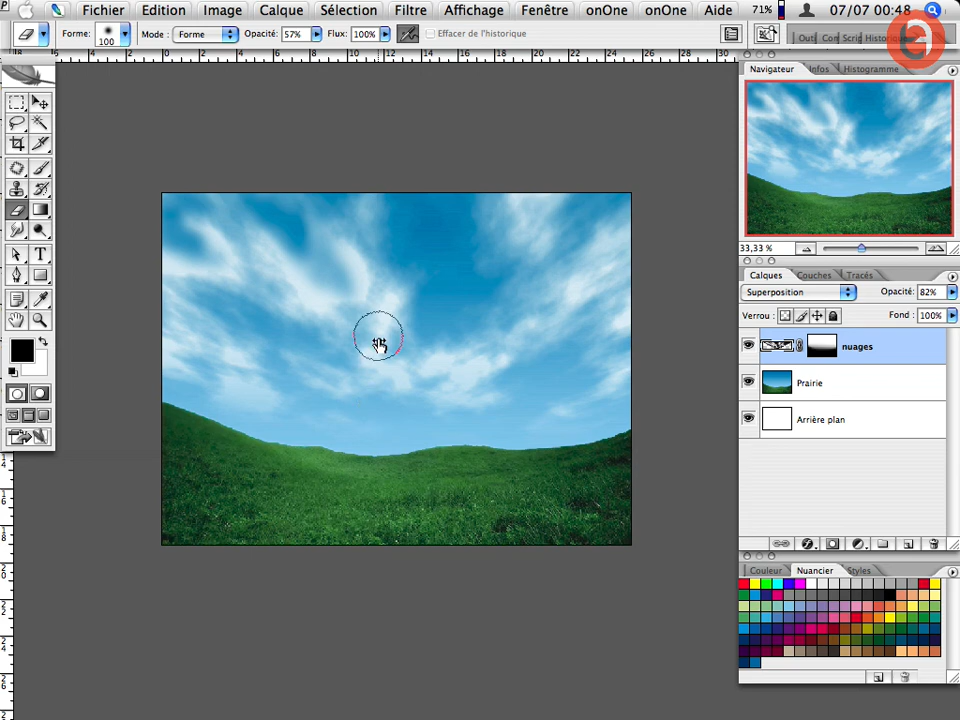 Fichier Edition Image Calque Sélection Filtre Affichage Fenêtre onOne onOne Aide 71% 07/07 00:48
Forme: 100 Mode : Forme Opacité: 57% Flux: 100% Effacer de l'historique
Navigateur Infos Histogramme
33,33 %
Calques Couches Tracés
Superposition Opacité: 82%
Verrou : Fond : 100%
nuages
Prairie
Arrière plan
Couleur Nuancier Styles